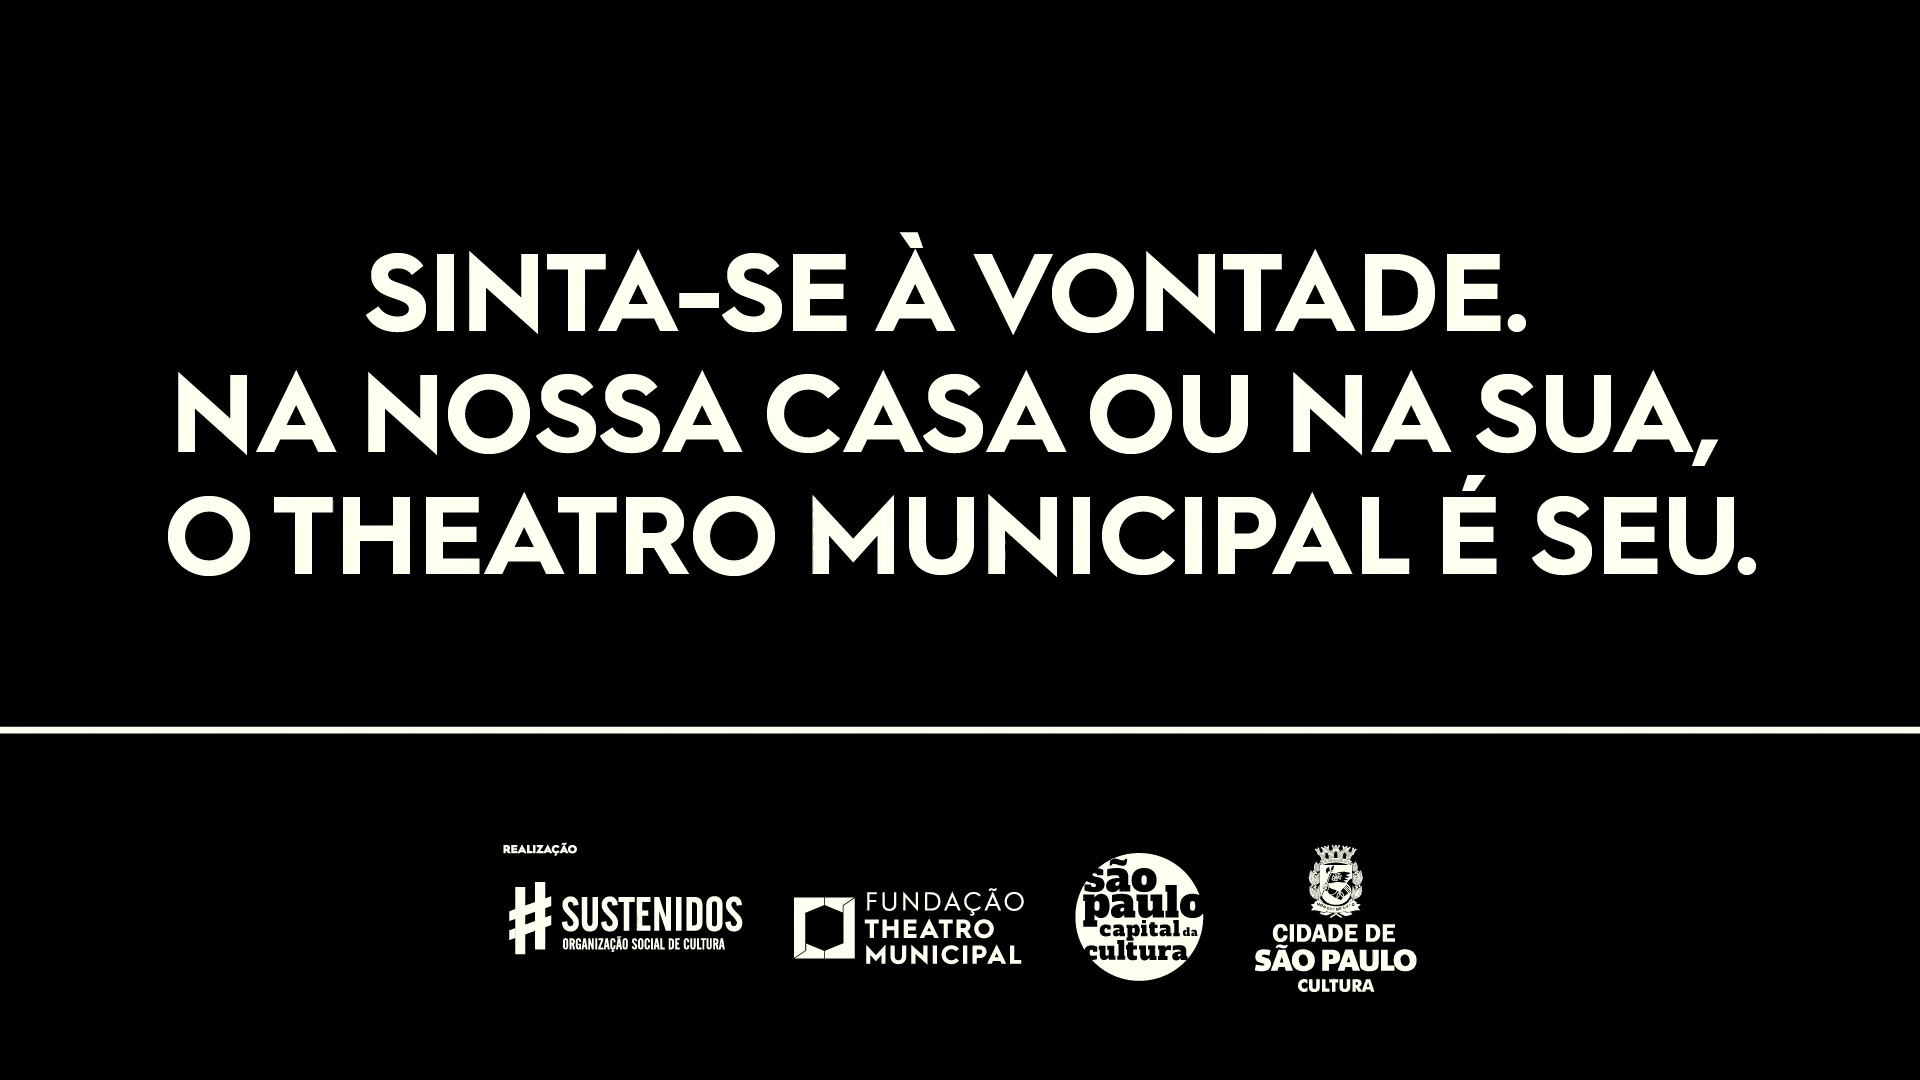 SINTA-SE À VONTADE.
NA NOSSA CASA OU NA SUA,
O THEATRO MUNICIPAL É SEU.
REALIZAÇÃO
SUSTENIDOS
ORGANIZAÇÃO SOCIAL DE CULTURA
FUNDAÇÃO
THEATRO
MUNICIPAL
são
paulo
capital da
cultura
CIDADE DE
SÃO PAULO
CULTURA